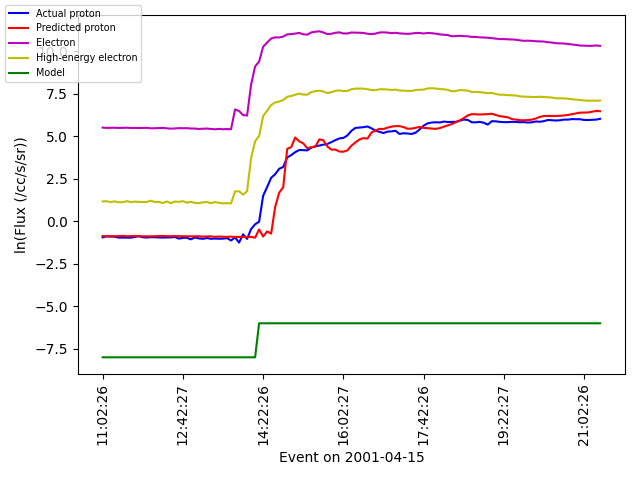 Actual proton
Predicted proton
Electron
High-energy electron
Model
10.0
7.5
5.0
2.5
0.0
−2.5
−5.0
−7.5
ln(Flux (/cc/s/sr))
11:02:26
12:42:27
14:22:26
16:02:27
17:42:26
19:22:27
21:02:26
Event on 2001-04-15